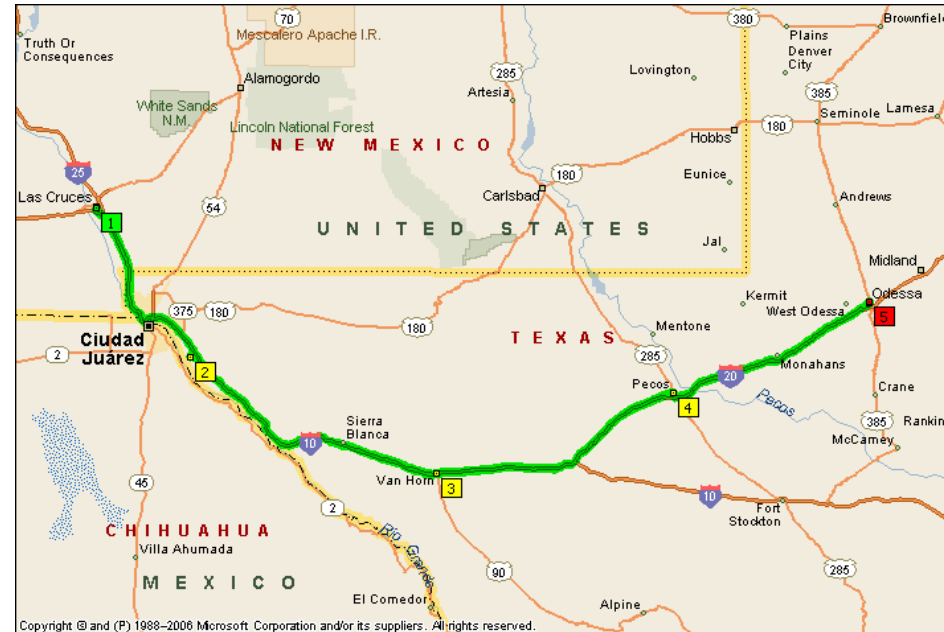 70
380
Brownfield
Truth Or
Consequences
Mescalero Apache I.R.
Plains
Denver
City
285
Lovington
Alamogordo
Artesia
385
White Sands
N.M.
Seminole
Lamesa
Lincoln National Forest
180
Hobbs
NEW MEXICO
25
180
Eunice
Carlsbad
Las Cruces
54
Andrews
1
UNITED STATES
Jal
Midland
375
180
Kermit
Odessa
West Odessa
5
180
Ciudad
Juárez
TEXAS
Mentone
2
285
2
Monahans
20
Pecos
Crane
4
Pecos
385
Rankin
Sierra
Blanca
10
McCamey
Van Horn
3
45
10
2
Fort
Stockton
CHIHUAHUA
Rio Grande
Villa Ahumada
90
285
MEXICO
El Comedor
Alpine
Copyright © and (P) 1988–2006 Microsoft Corporation and/or its suppliers. All rights reserved.